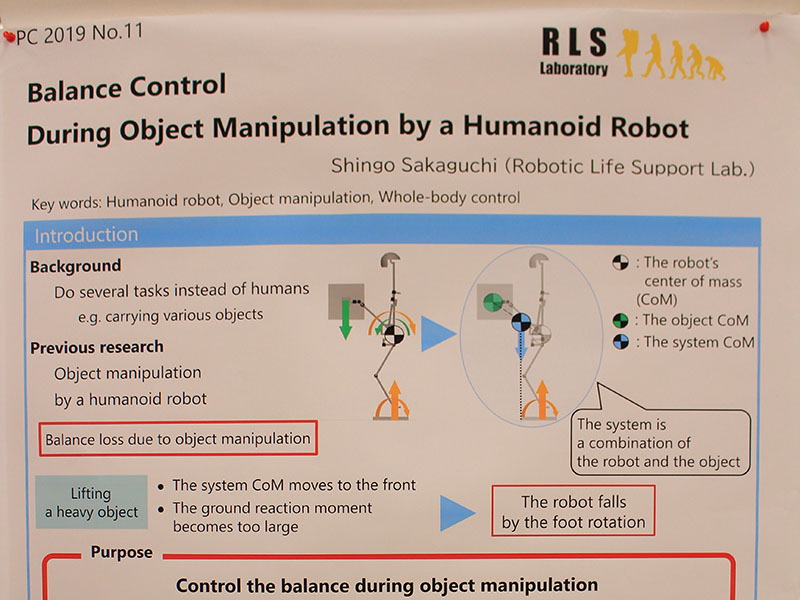 PC 2019 No.11
RLS
Laboratory
Balance Control
During Object Manipulation by a Humanoid Robot
Shingo Sakaguchi (Robotic Life Support Lab.)
Key words: Humanoid robot, Object manipulation, Whole-body control
Introduction
Background
Do several tasks instead of humans
e.g. carrying various objects
Previous research
Object manipulation
by a humanoid robot
Balance loss due to object manipulation
: The robot's
center of mass
(CoM)
: The object CoM
: The system CoM
The system is
a combination of
the robot and the object
Lifting
a heavy object
• The system CoM moves to the front
• The ground reaction moment
becomes too large
The robot falls
by the foot rotation
Purpose
Control the balance during object manipulation